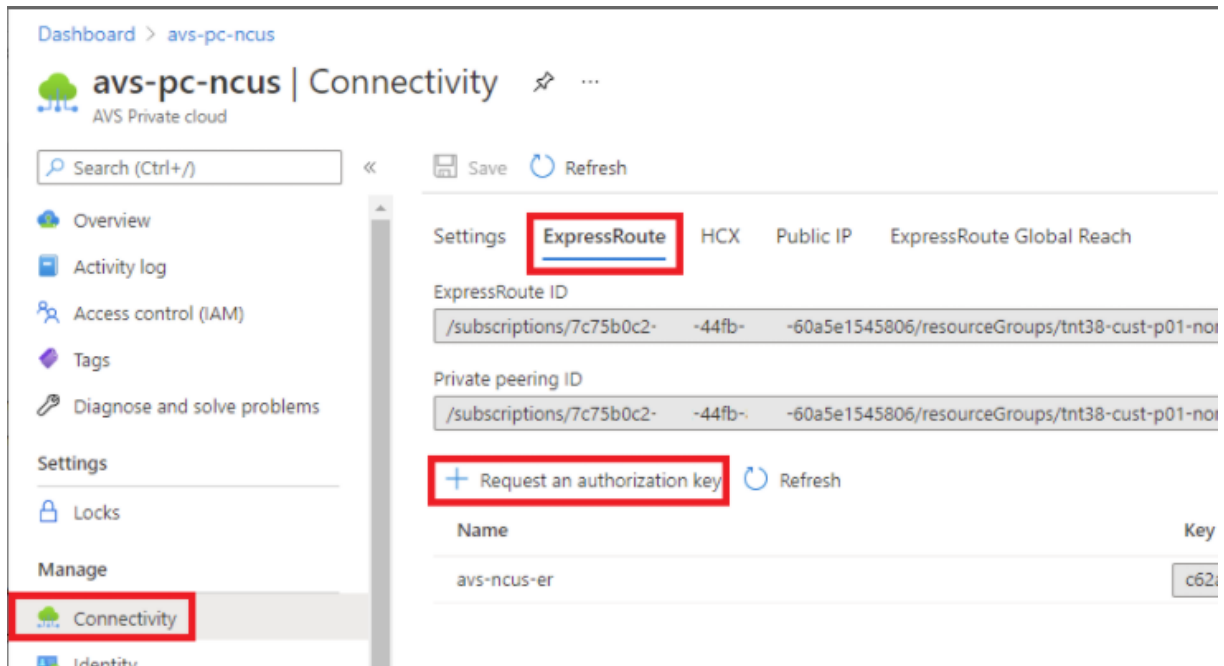 Dashboard > avs-pc-ncus
avs-pc-ncus | Connectivity ...
AVS Private cloud
Search (Ctrl+/) «
Overview
Activity log
Access control (IAM)
Tags
Diagnose and solve problems
Settings
Locks
Manage
Connectivity
Identity
Save Refresh
Settings ExpressRoute HCX Public IP ExpressRoute Global Reach
ExpressRoute ID
/subscriptions/7c75b0c2- -44fb- -60a5e1545806/resourceGroups/tnt38-cust-p01-nor
Private peering ID
/subscriptions/7c75b0c2- -44fb- -60a5e1545806/resourceGroups/tnt38-cust-p01-nor
+ Request an authorization key Refresh
Name Key
avs-ncus-er c62a